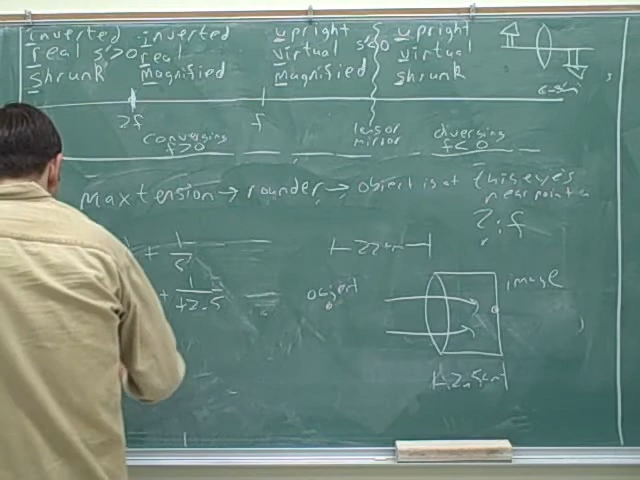 inverted inverted upright upright
real s'>0 real virtual s'<0 virtual
shrunk magnified magnified shrunk
2f f
converging lens or diverging
f>0 mirror f<0
Max tension → rounder → object is at this eye's
near point
?: f
1
+ 1/s'
22cm
+ 1/+2.5 =
object image
2.5cm